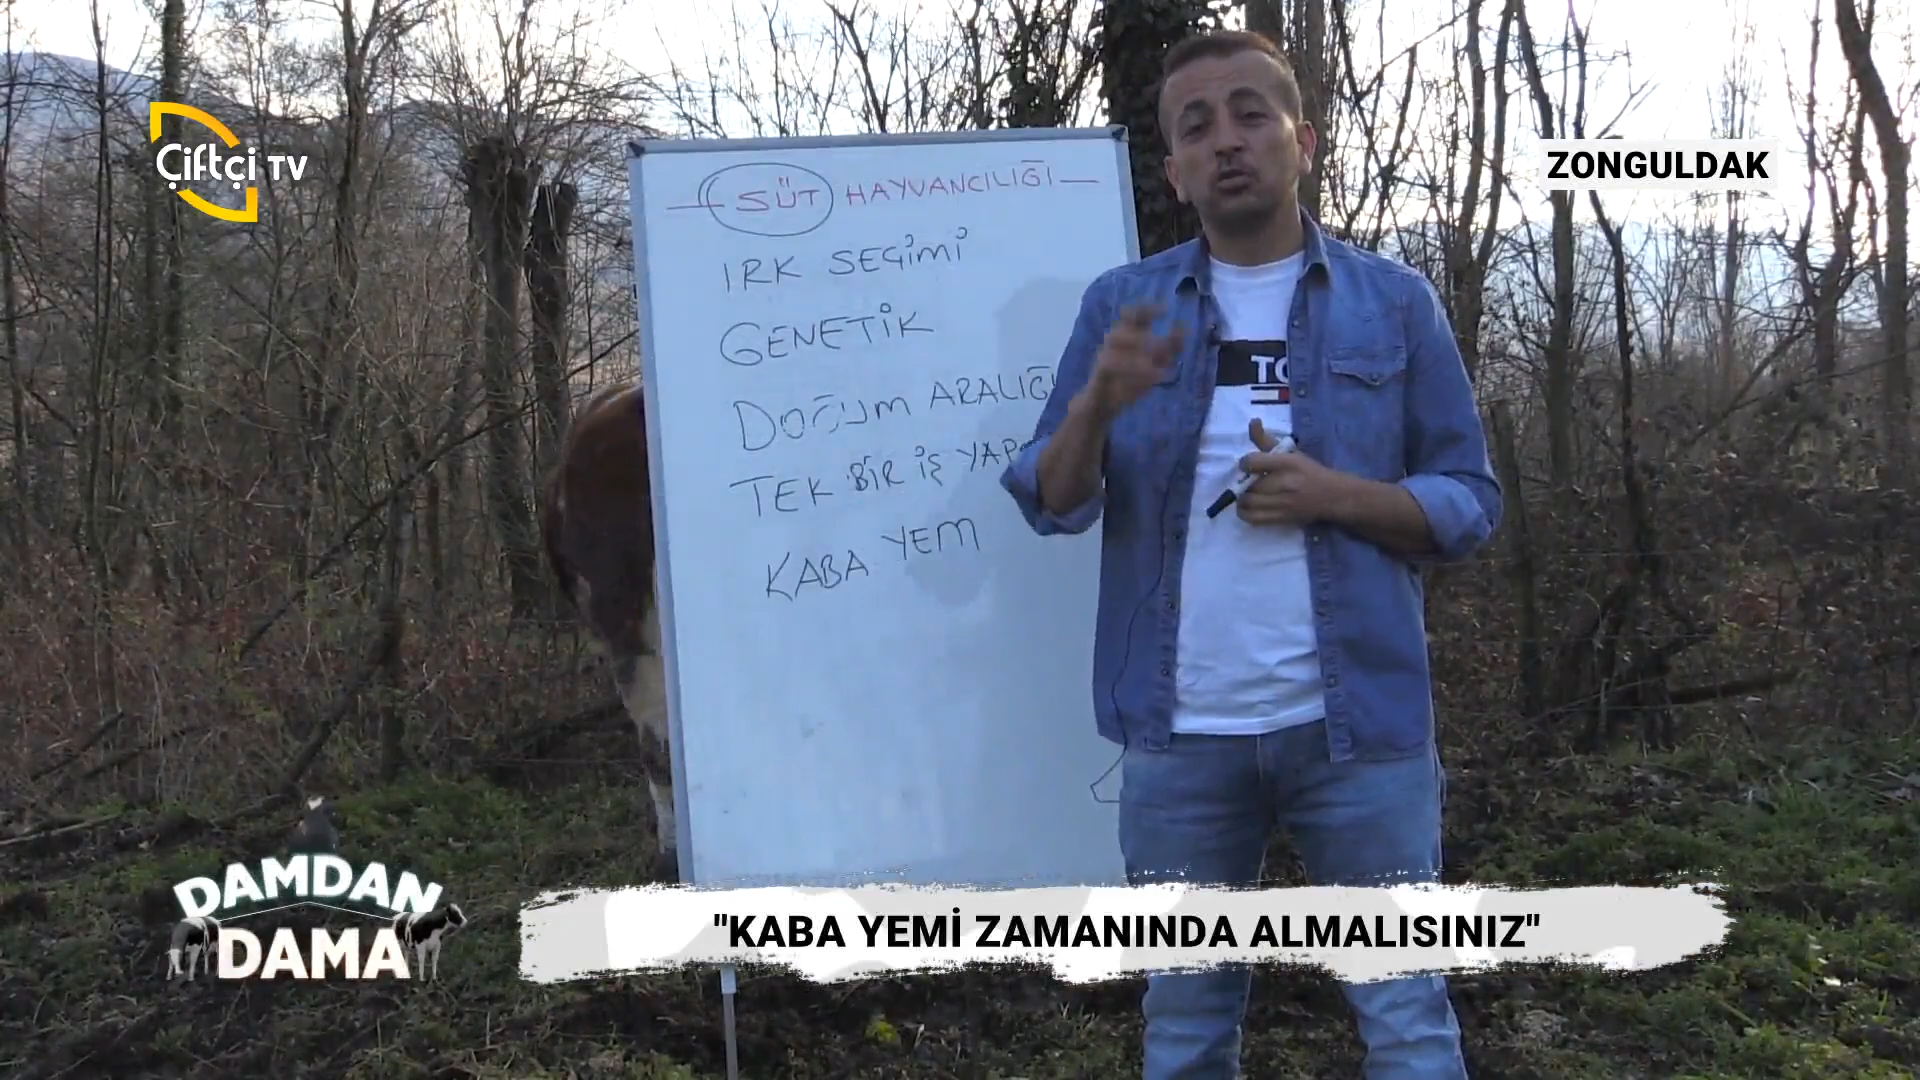 Çiftçi TV
ZONGULDAK
SÜT HAYVANCILIĞI
IRK SEÇİMİ
GENETİK
DOĞUM ARALIĞI
TEK BİR İŞ
KABA YEM
DAMDAN
DAMA
"KABA YEMİ ZAMANINDA ALMALISINIZ"